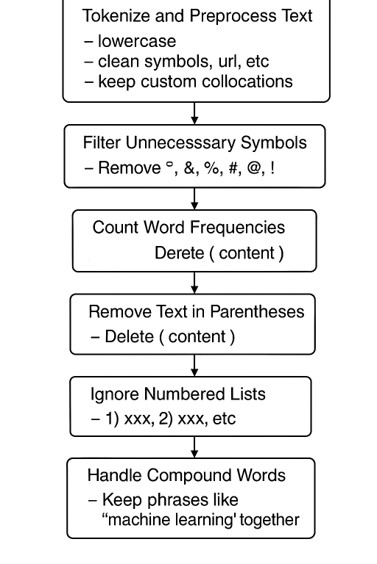 Tokenize and Preprocess Text
– lowercase
– clean symbols, url, etc
– keep custom collocations
Filter Unnecesssary Symbols
– Remove °, &, %, #, @, !
Count Word Frequencies
Derete ( content )
Remove Text in Parentheses
– Delete ( content )
Ignore Numbered Lists
– 1) xxx, 2) xxx, etc
Handle Compound Words
– Keep phrases like
“machine learning' together